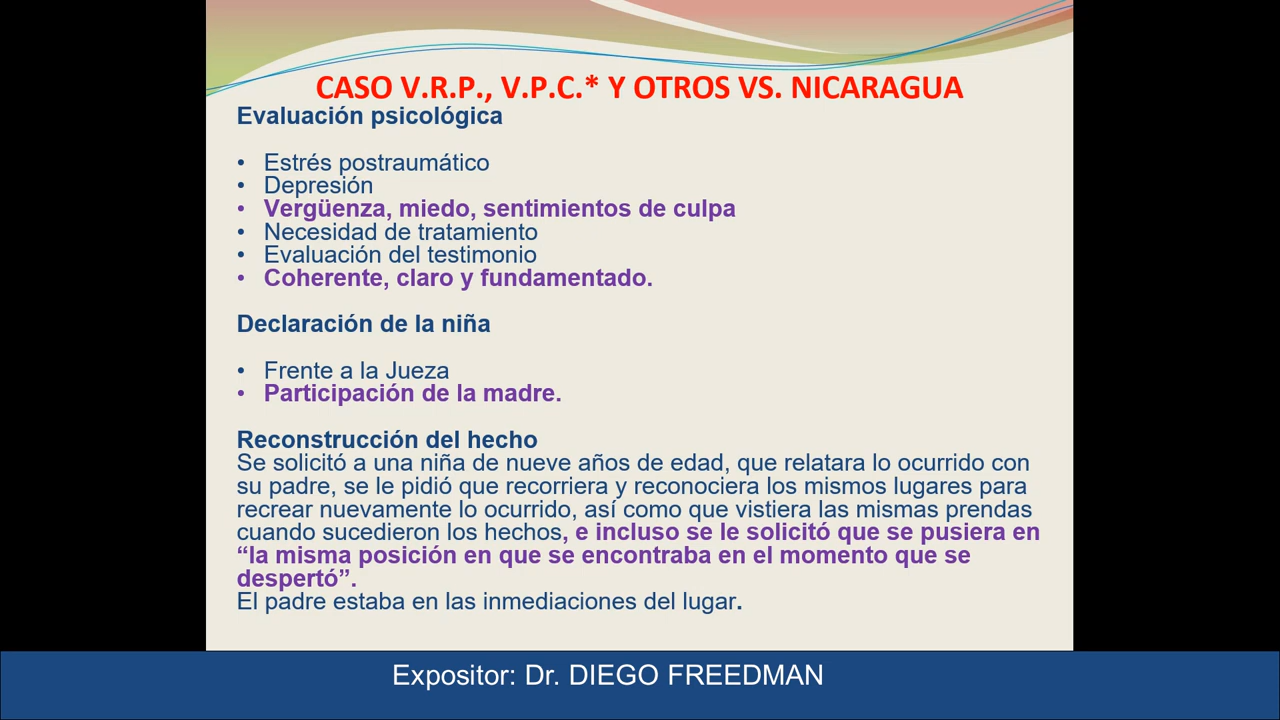 CASO V.R.P., V.P.C.* Y OTROS VS. NICARAGUA
Evaluación psicológica
• Estrés postraumático
• Depresión
• Vergüenza, miedo, sentimientos de culpa
• Necesidad de tratamiento
• Evaluación del testimonio
• Coherente, claro y fundamentado.
Declaración de la niña
• Frente a la Jueza
• Participación de la madre.
Reconstrucción del hecho
Se solicitó a una niña de nueve años de edad, que relatara lo ocurrido con
su padre, se le pidió que recorriera y reconociera los mismos lugares para
recrear nuevamente lo ocurrido, así como que vistiera las mismas prendas
cuando sucedieron los hechos, e incluso se le solicitó que se pusiera en
“la misma posición en que se encontraba en el momento que se
despertó”.
El padre estaba en las inmediaciones del lugar.
Expositor: Dr. DIEGO FREEDMAN